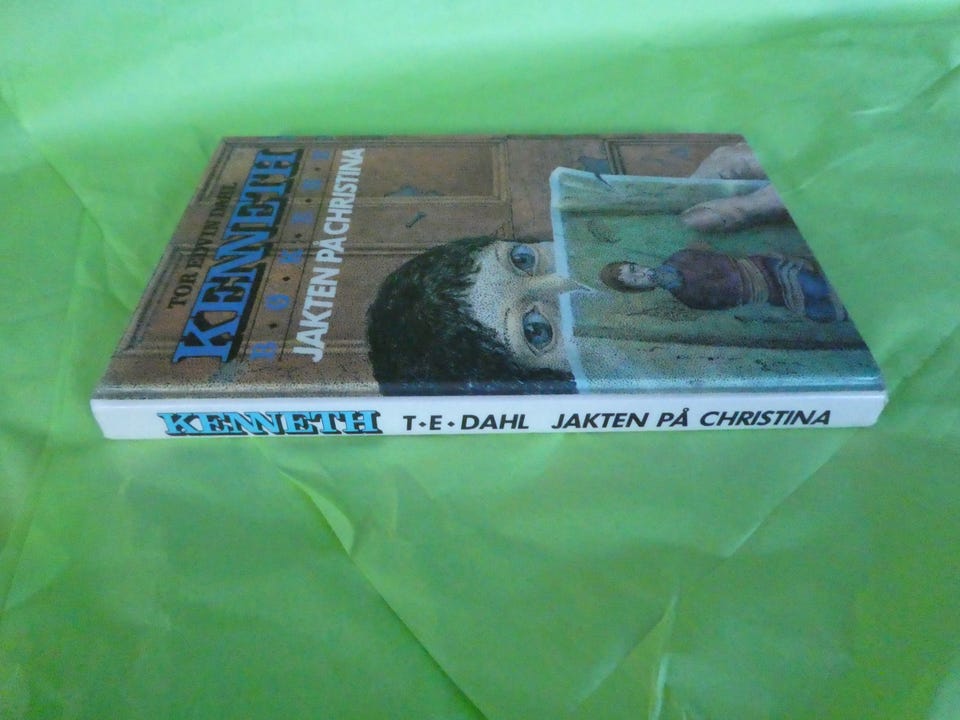 TOR EDVIN DAHL
KENNETH
JAKTEN PÅ CHRISTINA
KENNETH T•E•DAHL JAKTEN PÅ CHRISTINA